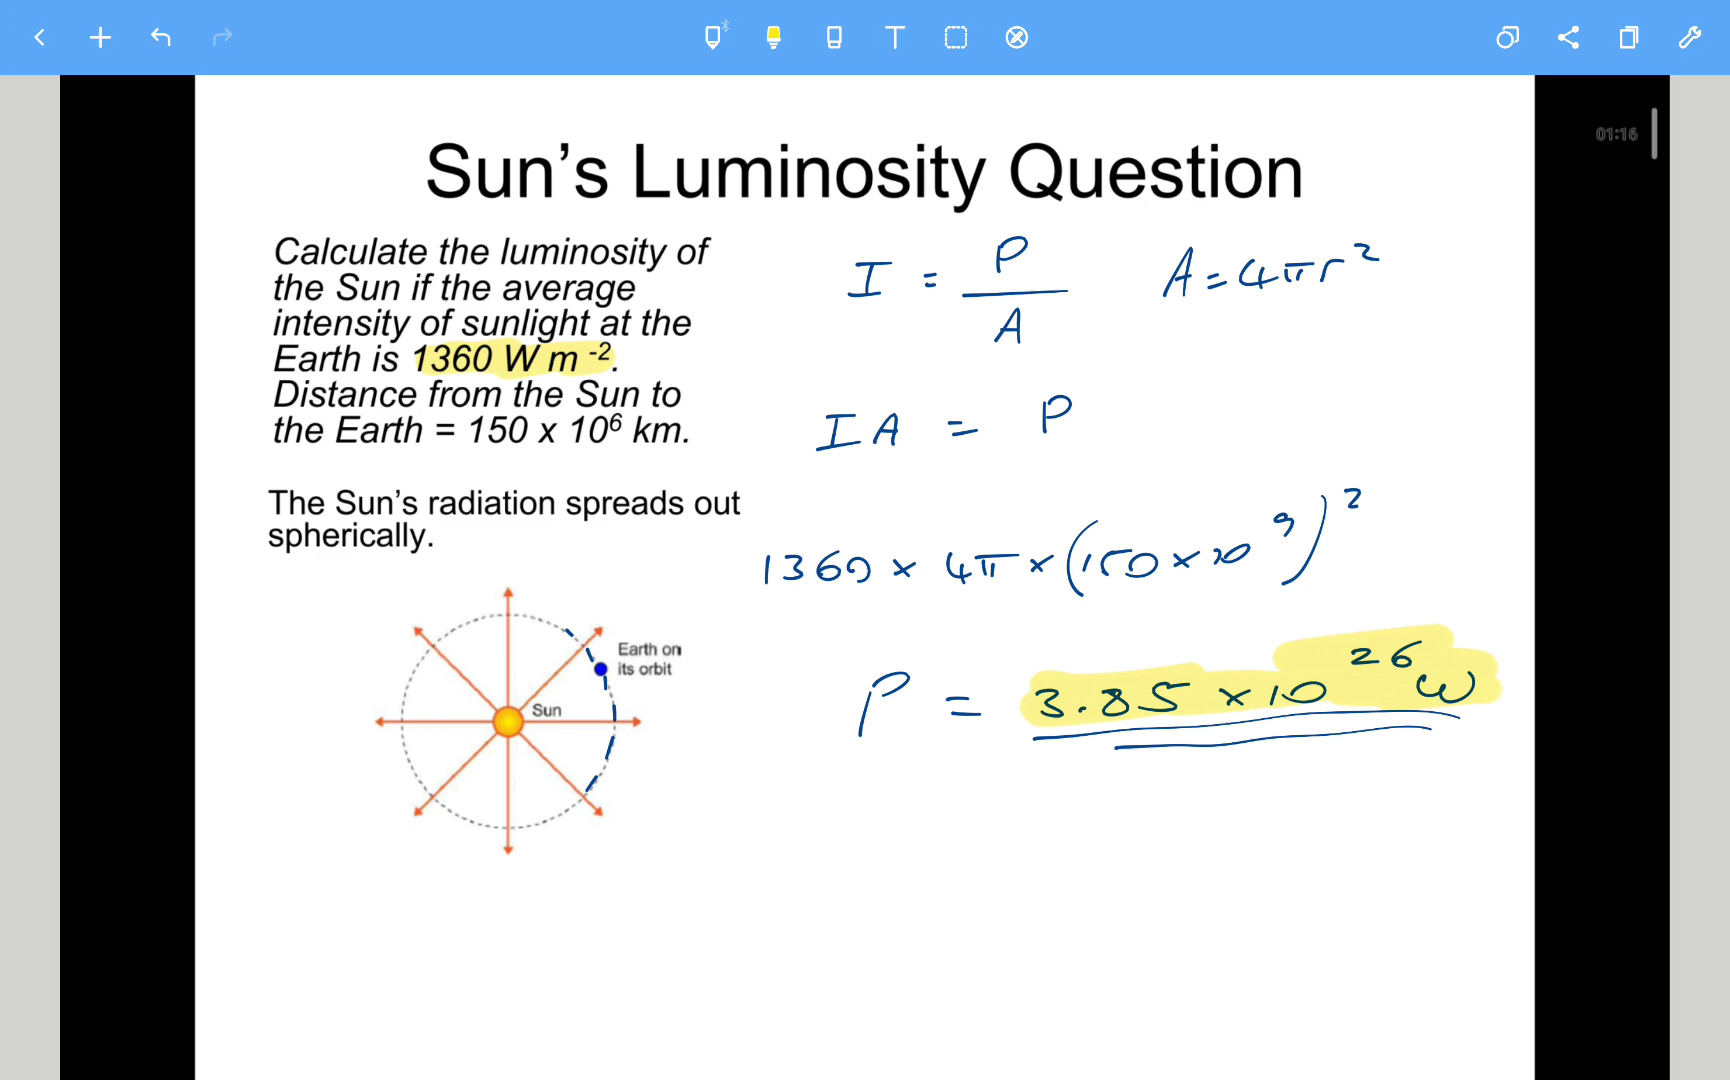 01:16
Sun's Luminosity Question
Calculate the luminosity of
the Sun if the average
intensity of sunlight at the
Earth is 1360 W m -2.
Distance from the Sun to
the Earth = 150 x 10⁶ km.
The Sun's radiation spreads out
spherically.
Earth on
its orbit
Sun
I = P/A  A = 4πr²
IA = P
1360 × 4π × (150 × 10⁹)²
P = 3.85 × 10²⁶ W